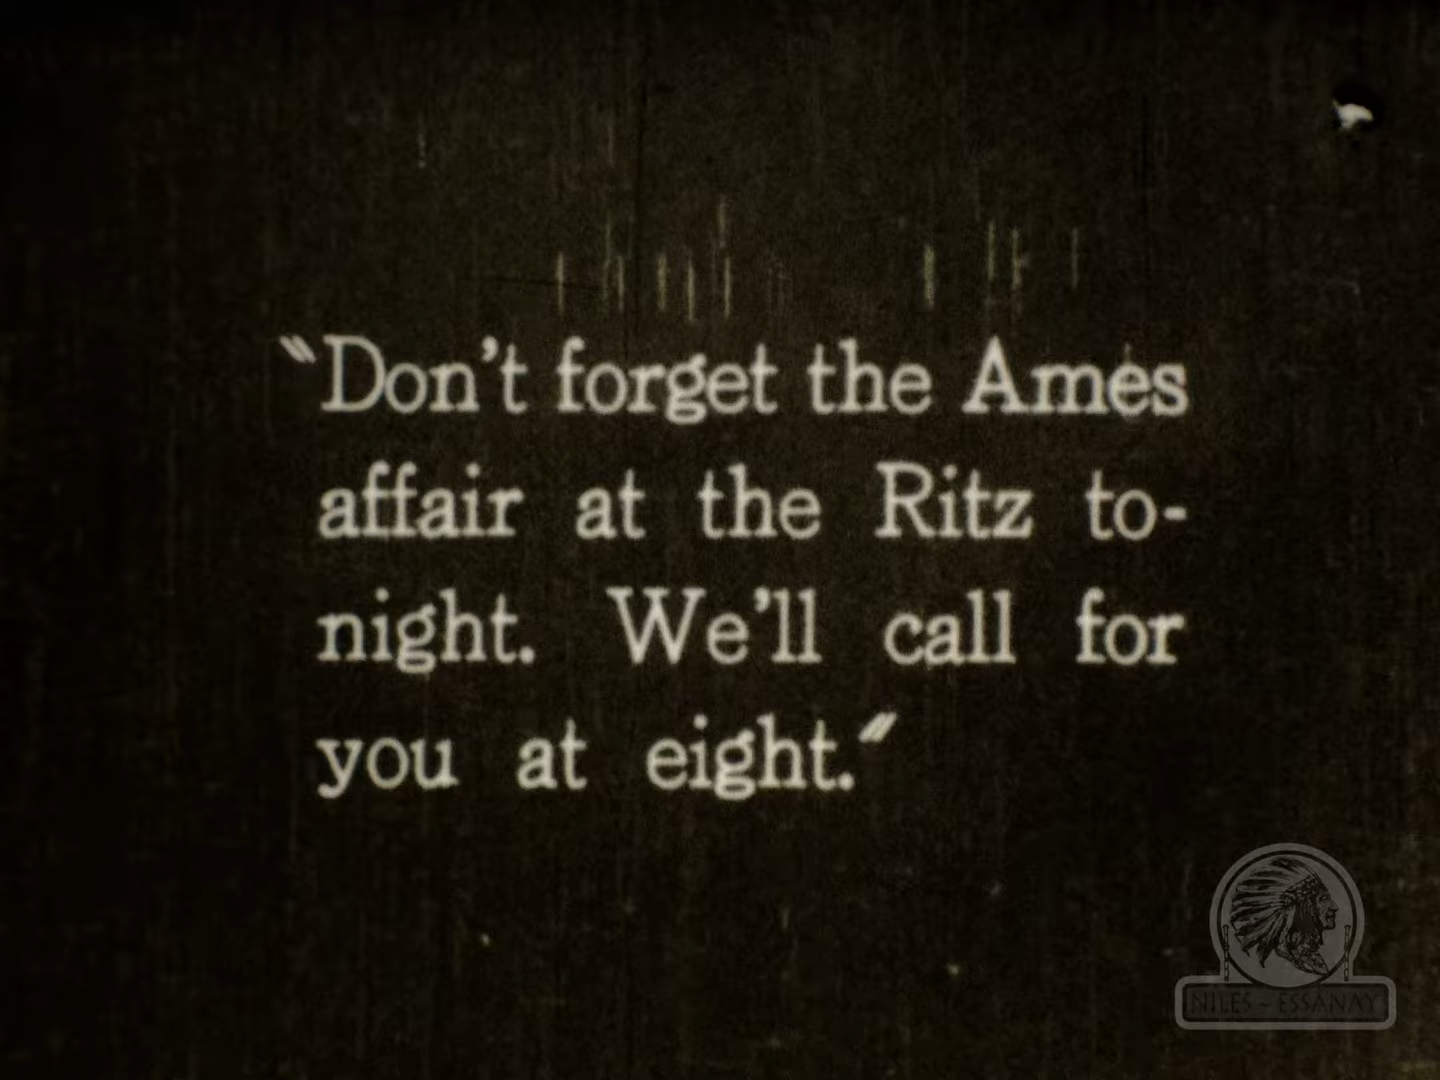 "Don't forget the Ames
affair at the Ritz to-
night. We'll call for
you at eight."
NILES - ESSANAY